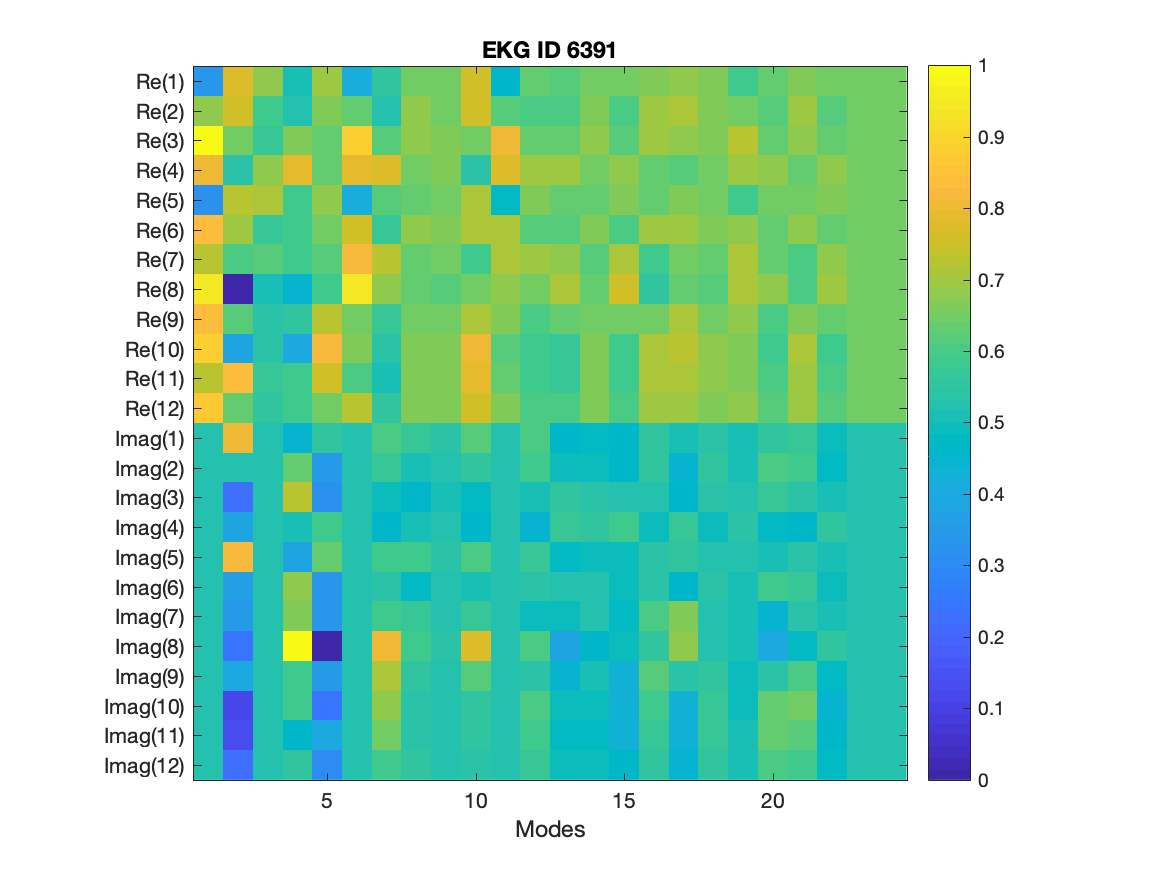 EKG ID 6391
Re(1)
Re(2)
Re(3)
Re(4)
Re(5)
Re(6)
Re(7)
Re(8)
Re(9)
Re(10)
Re(11)
Re(12)
Imag(1)
Imag(2)
Imag(3)
Imag(4)
Imag(5)
Imag(6)
Imag(7)
Imag(8)
Imag(9)
Imag(10)
Imag(11)
Imag(12)
5 10 15 20
Modes
1
0.9
0.8
0.7
0.6
0.5
0.4
0.3
0.2
0.1
0